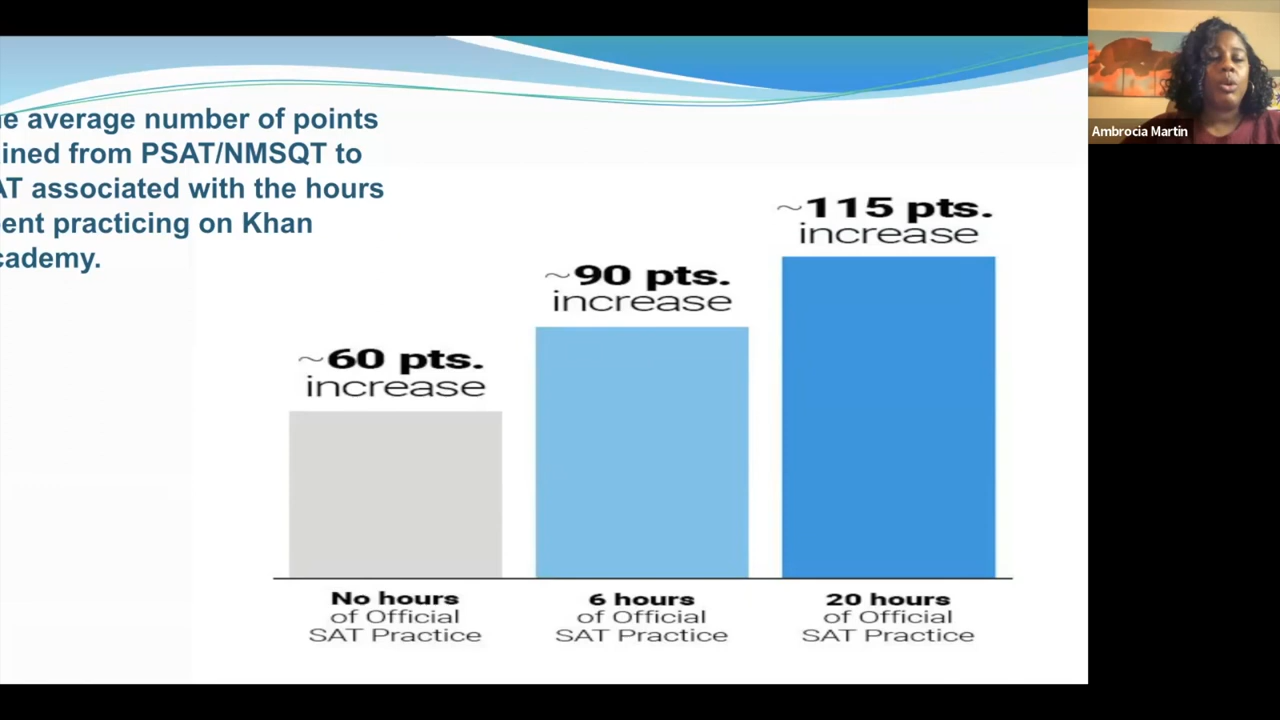 e average number of points
ined from PSAT/NMSQT to
AT associated with the hours
ent practicing on Khan
cademy.
~60 pts.
increase
~90 pts.
increase
~115 pts.
increase
No hours
of Official
SAT Practice
6 hours
of Official
SAT Practice
20 hours
of Official
SAT Practice
Ambrocia Martin